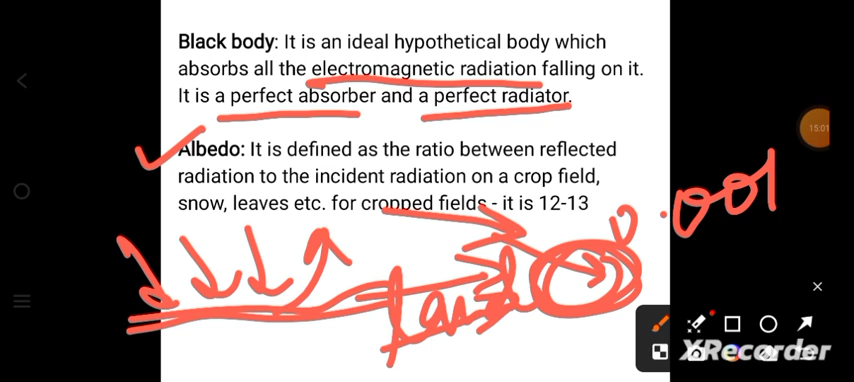 Black body: It is an ideal hypothetical body which
absorbs all the electromagnetic radiation falling on it.
It is a perfect absorber and a perfect radiator.
Albedo: It is defined as the ratio between reflected
radiation to the incident radiation on a crop field,
snow, leaves etc. for cropped fields - it is 12-13
0.001
15:01
XRecorder